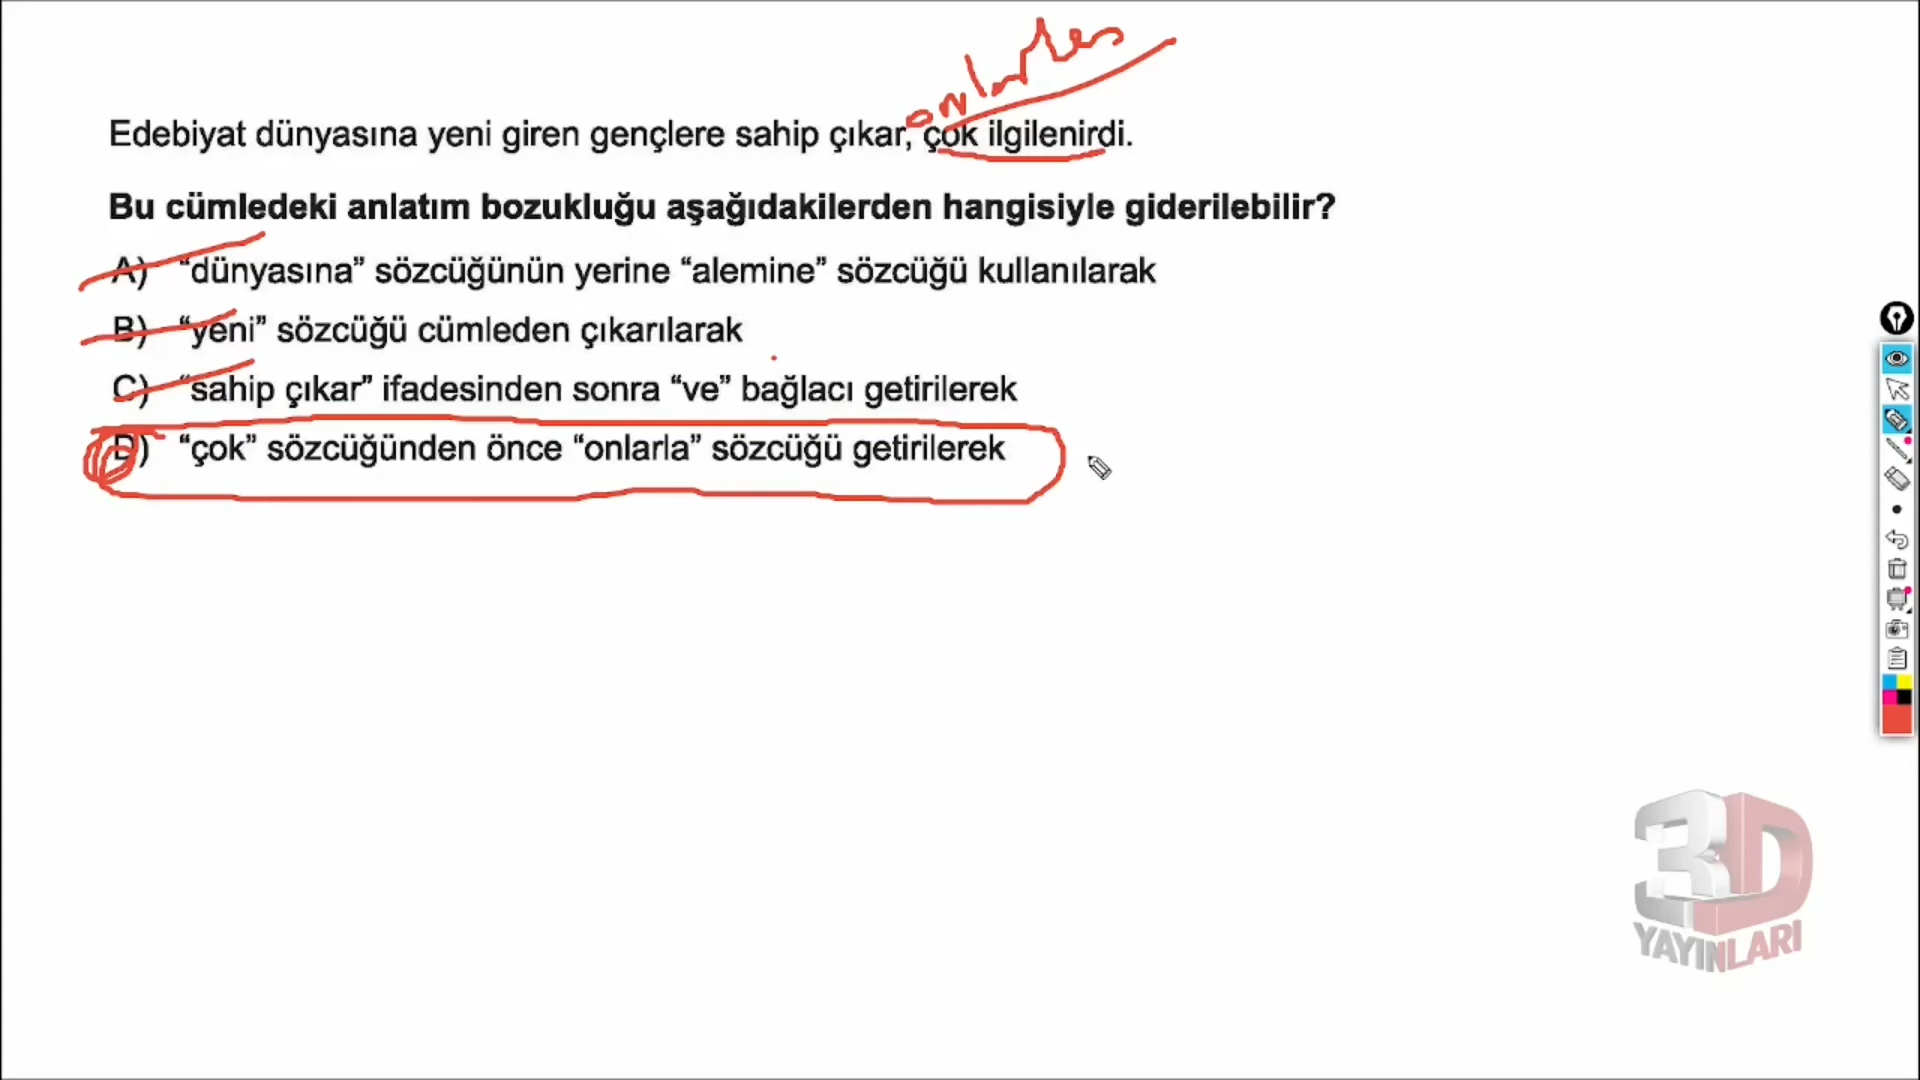 onlarla
Edebiyat dünyasına yeni giren gençlere sahip çıkar, çok ilgilenirdi.
Bu cümledeki anlatım bozukluğu aşağıdakilerden hangisiyle giderilebilir?
A) “dünyasına” sözcüğünün yerine “alemine” sözcüğü kullanılarak
B) “yeni” sözcüğü cümleden çıkarılarak
C) “sahip çıkar” ifadesinden sonra “ve” bağlacı getirilerek
D) “çok” sözcüğünden önce “onlarla” sözcüğü getirilerek
3D
YAYINLARI